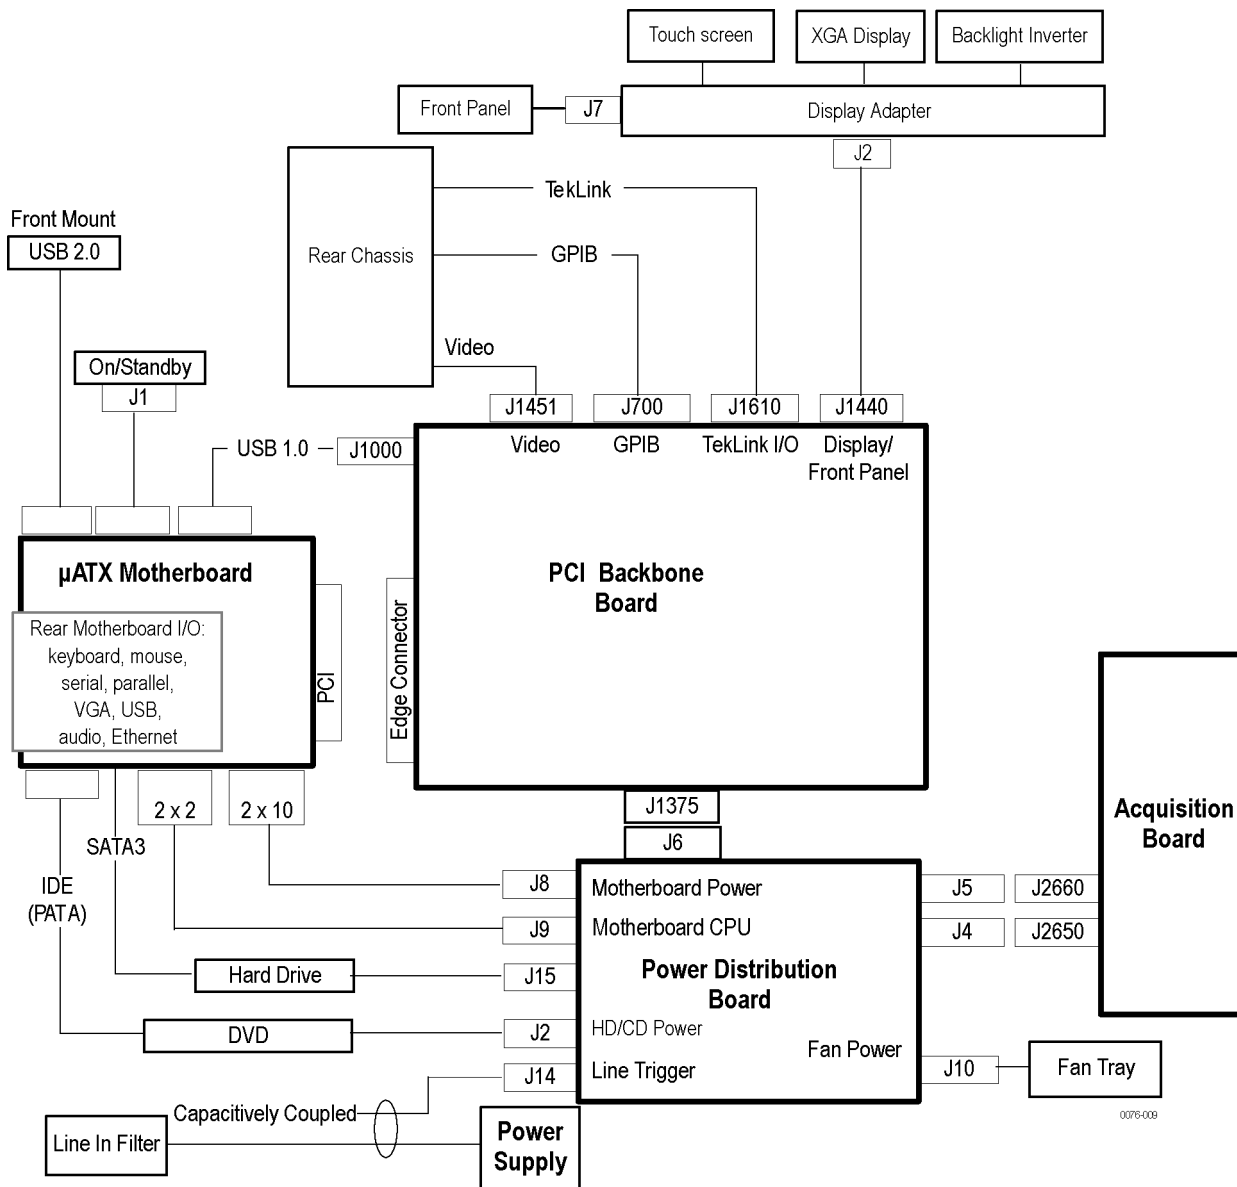 Touch screen
XGA Display
Backlight Inverter
Front Panel
J7
Display Adapter
J2
TekLink
Front Mount
USB 2.0
Rear Chassis
GPIB
Video
On/Standby
J1
J1451
J700
J1610
J1440
USB 1.0
J1000
Video
GPIB
TekLink I/O
Display/
Front Panel
µATX Motherboard
PCI Backbone
Board
Rear Motherboard I/O:
keyboard, mouse,
serial, parallel,
VGA, USB,
audio, Ethernet
PCI
Edge Connector
2 x 2
2 x 10
J1375
J6
Acquisition
Board
SATA3
IDE
(PATA)
J8
Motherboard Power
J5
J2660
J9
Motherboard CPU
J4
J2650
Hard Drive
J15
Power Distribution
Board
DVD
J2
HD/CD Power
Fan Power
J14
Line Trigger
J10
Fan Tray
Capacitively Coupled
Line In Filter
Power
Supply
0076-009